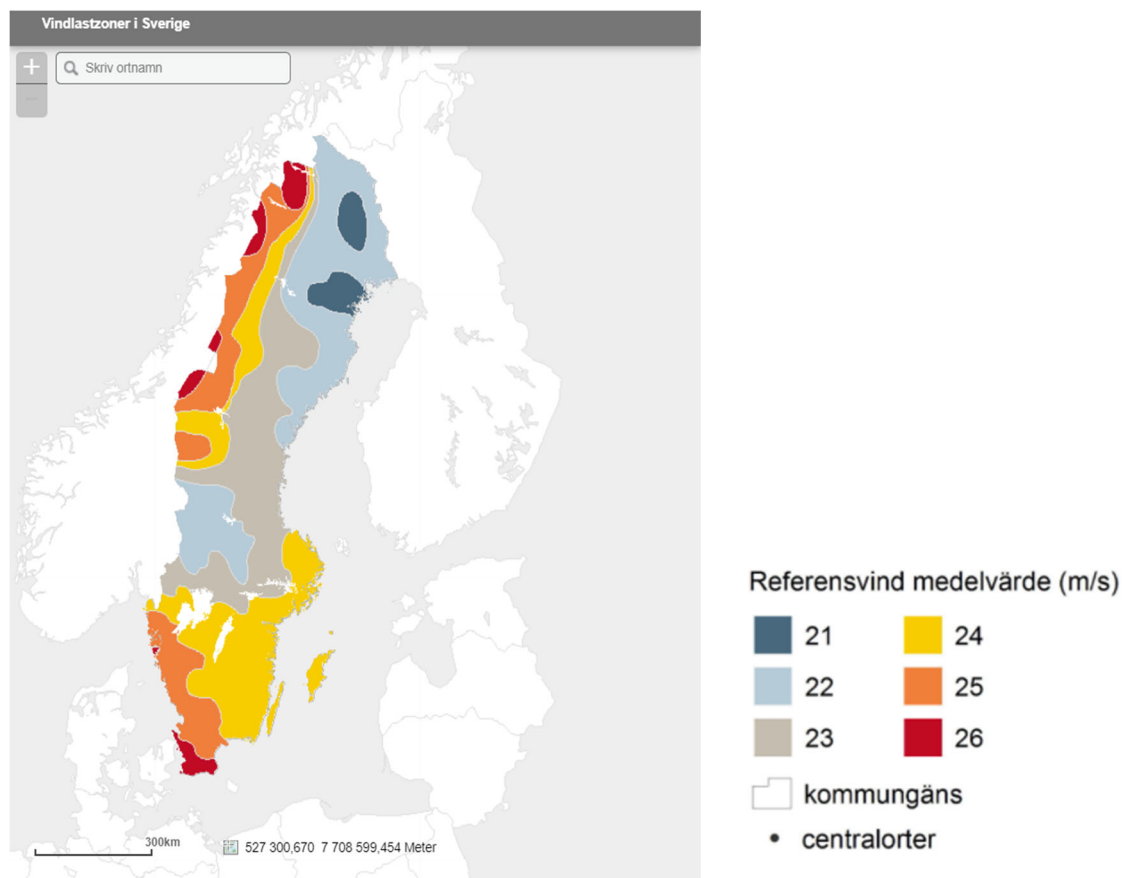 Vindlastzoner i Sverige
+
Skriv ortnamn
−
300km
527 300,670 7 708 599,454 Meter
Referensvind medelvärde (m/s)
21 24
22 25
23 26
kommungäns
centralorter